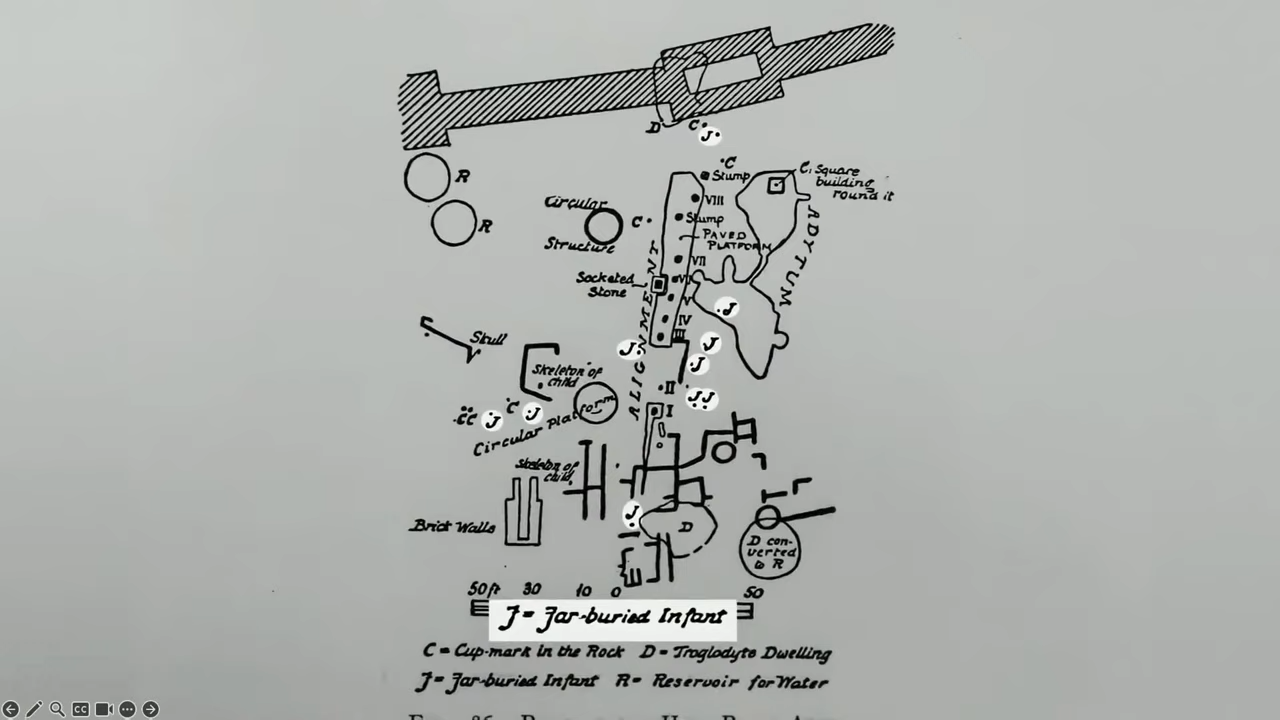 D
C
J
C
Stump
C, Square
building
round it
R
R
Circular
Structure
C
VIII
Stump
PAVED
PLATFORM
ADYTUM
VII
VI
V
IV
III
Socketed
Stone
ALIGNMENT
J
J
J
J
Skull
Skeleton of
child
II
J J
I
CC
J
C
J
Circular platform
Skeleton of
child
Brick Walls
J
D
D con-
verted
to R
50 ft 30 10 0 50
J = Jar-buried Infant
C = Cup-mark in the Rock D = Troglodyte Dwelling
J = Jar-buried Infant R = Reservoir for Water